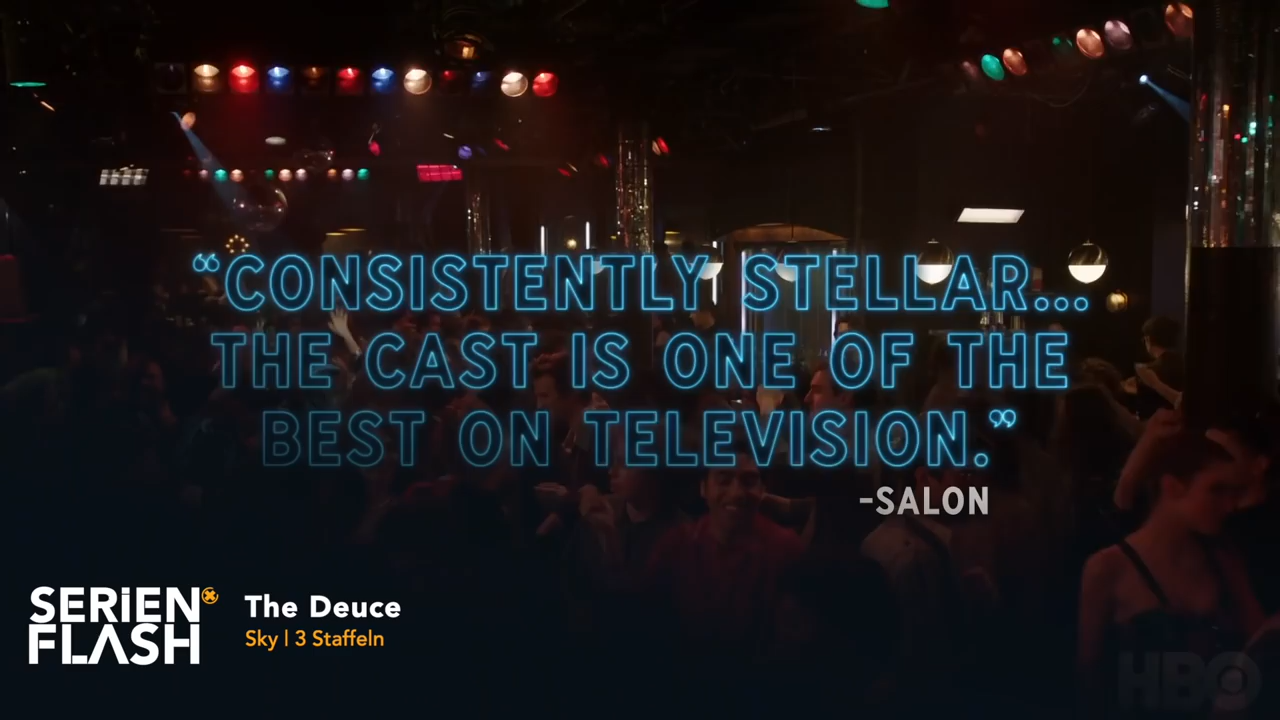 “CONSISTENTLY STELLAR...
THE CAST IS ONE OF THE
BEST ON TELEVISION.”
-SALON
SERiEN
FLASH
The Deuce
Sky | 3 Staffeln
HBO